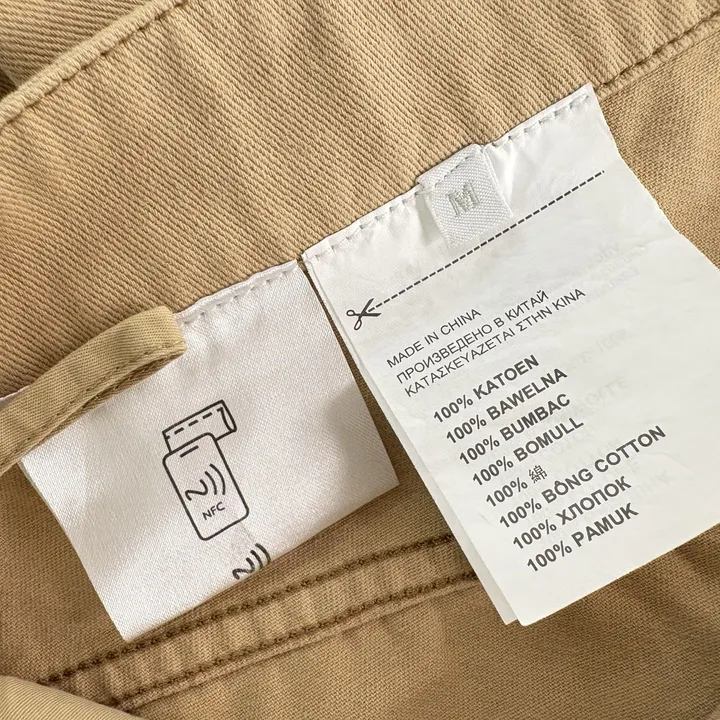 M
MADE IN CHINA
ПРОИЗВЕДЕНО В КИТАЙ
ΚΑΤΑΣΚΕΥΑΖΕΤΑΙ ΣΤΗΝ ΚΙΝΑ
100% KATOEN
100% BAWELNA
100% BUMBAC
100% BOMULL
100% 綿
100% BÔNG COTTON
100% ХЛОПОК
100% PAMUK
NFC